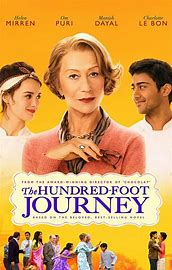 Helen
MIRREN
Om
PURI
Manish
DAYAL
Charlotte
LE BON
FROM THE AWARD-WINNING DIRECTOR OF "CHOCOLAT"
The HUNDRED-FOOT
JOURNEY
BASED ON THE BELOVED, BEST-SELLING NOVEL